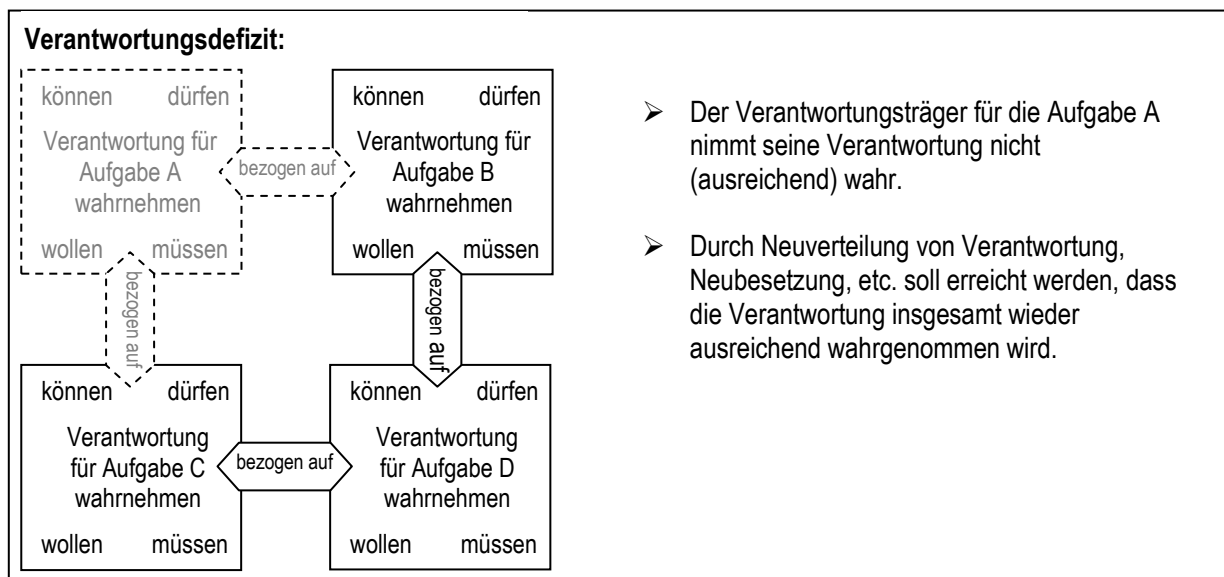 Verantwortungsdefizit:
können dürfen
Verantwortung für
Aufgabe A
wahrnehmen
wollen müssen
bezogen auf
können dürfen
Verantwortung für
Aufgabe B
wahrnehmen
wollen müssen
bezogen auf
bezogen auf
können dürfen
Verantwortung
für Aufgabe C
wahrnehmen
wollen müssen
bezogen auf
können dürfen
Verantwortung
für Aufgabe D
wahrnehmen
wollen müssen
➢ Der Verantwortungsträger für die Aufgabe A
nimmt seine Verantwortung nicht
(ausreichend) wahr.
➢ Durch Neuverteilung von Verantwortung,
Neubesetzung, etc. soll erreicht werden, dass
die Verantwortung insgesamt wieder
ausreichend wahrgenommen wird.